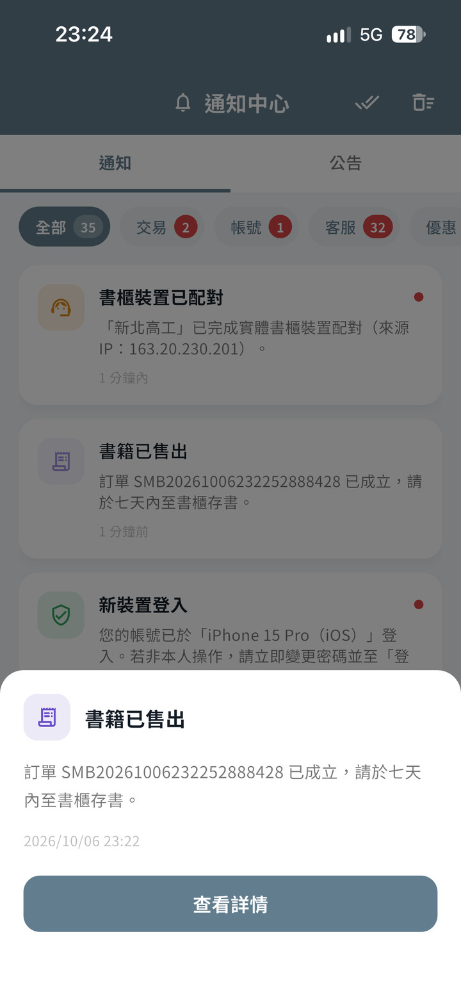 23:24
5G
78
通知中心
通知
公告
全部 35
交易 2
帳號 1
客服 32
優惠
書櫃裝置已配對
「新北高工」已完成實體書櫃裝置配對（來源
IP：163.20.230.201）。
1 分鐘內
書籍已售出
訂單 SMB20261006232252888428 已成立，請
於七天內至書櫃存書。
1 分鐘前
新裝置登入
您的帳號已於「iPhone 15 Pro（iOS）」登
入。若非本人操作，請立即變更密碼並至「登
書籍已售出
訂單 SMB20261006232252888428 已成立，請於七天
內至書櫃存書。
2026/10/06 23:22
查看詳情